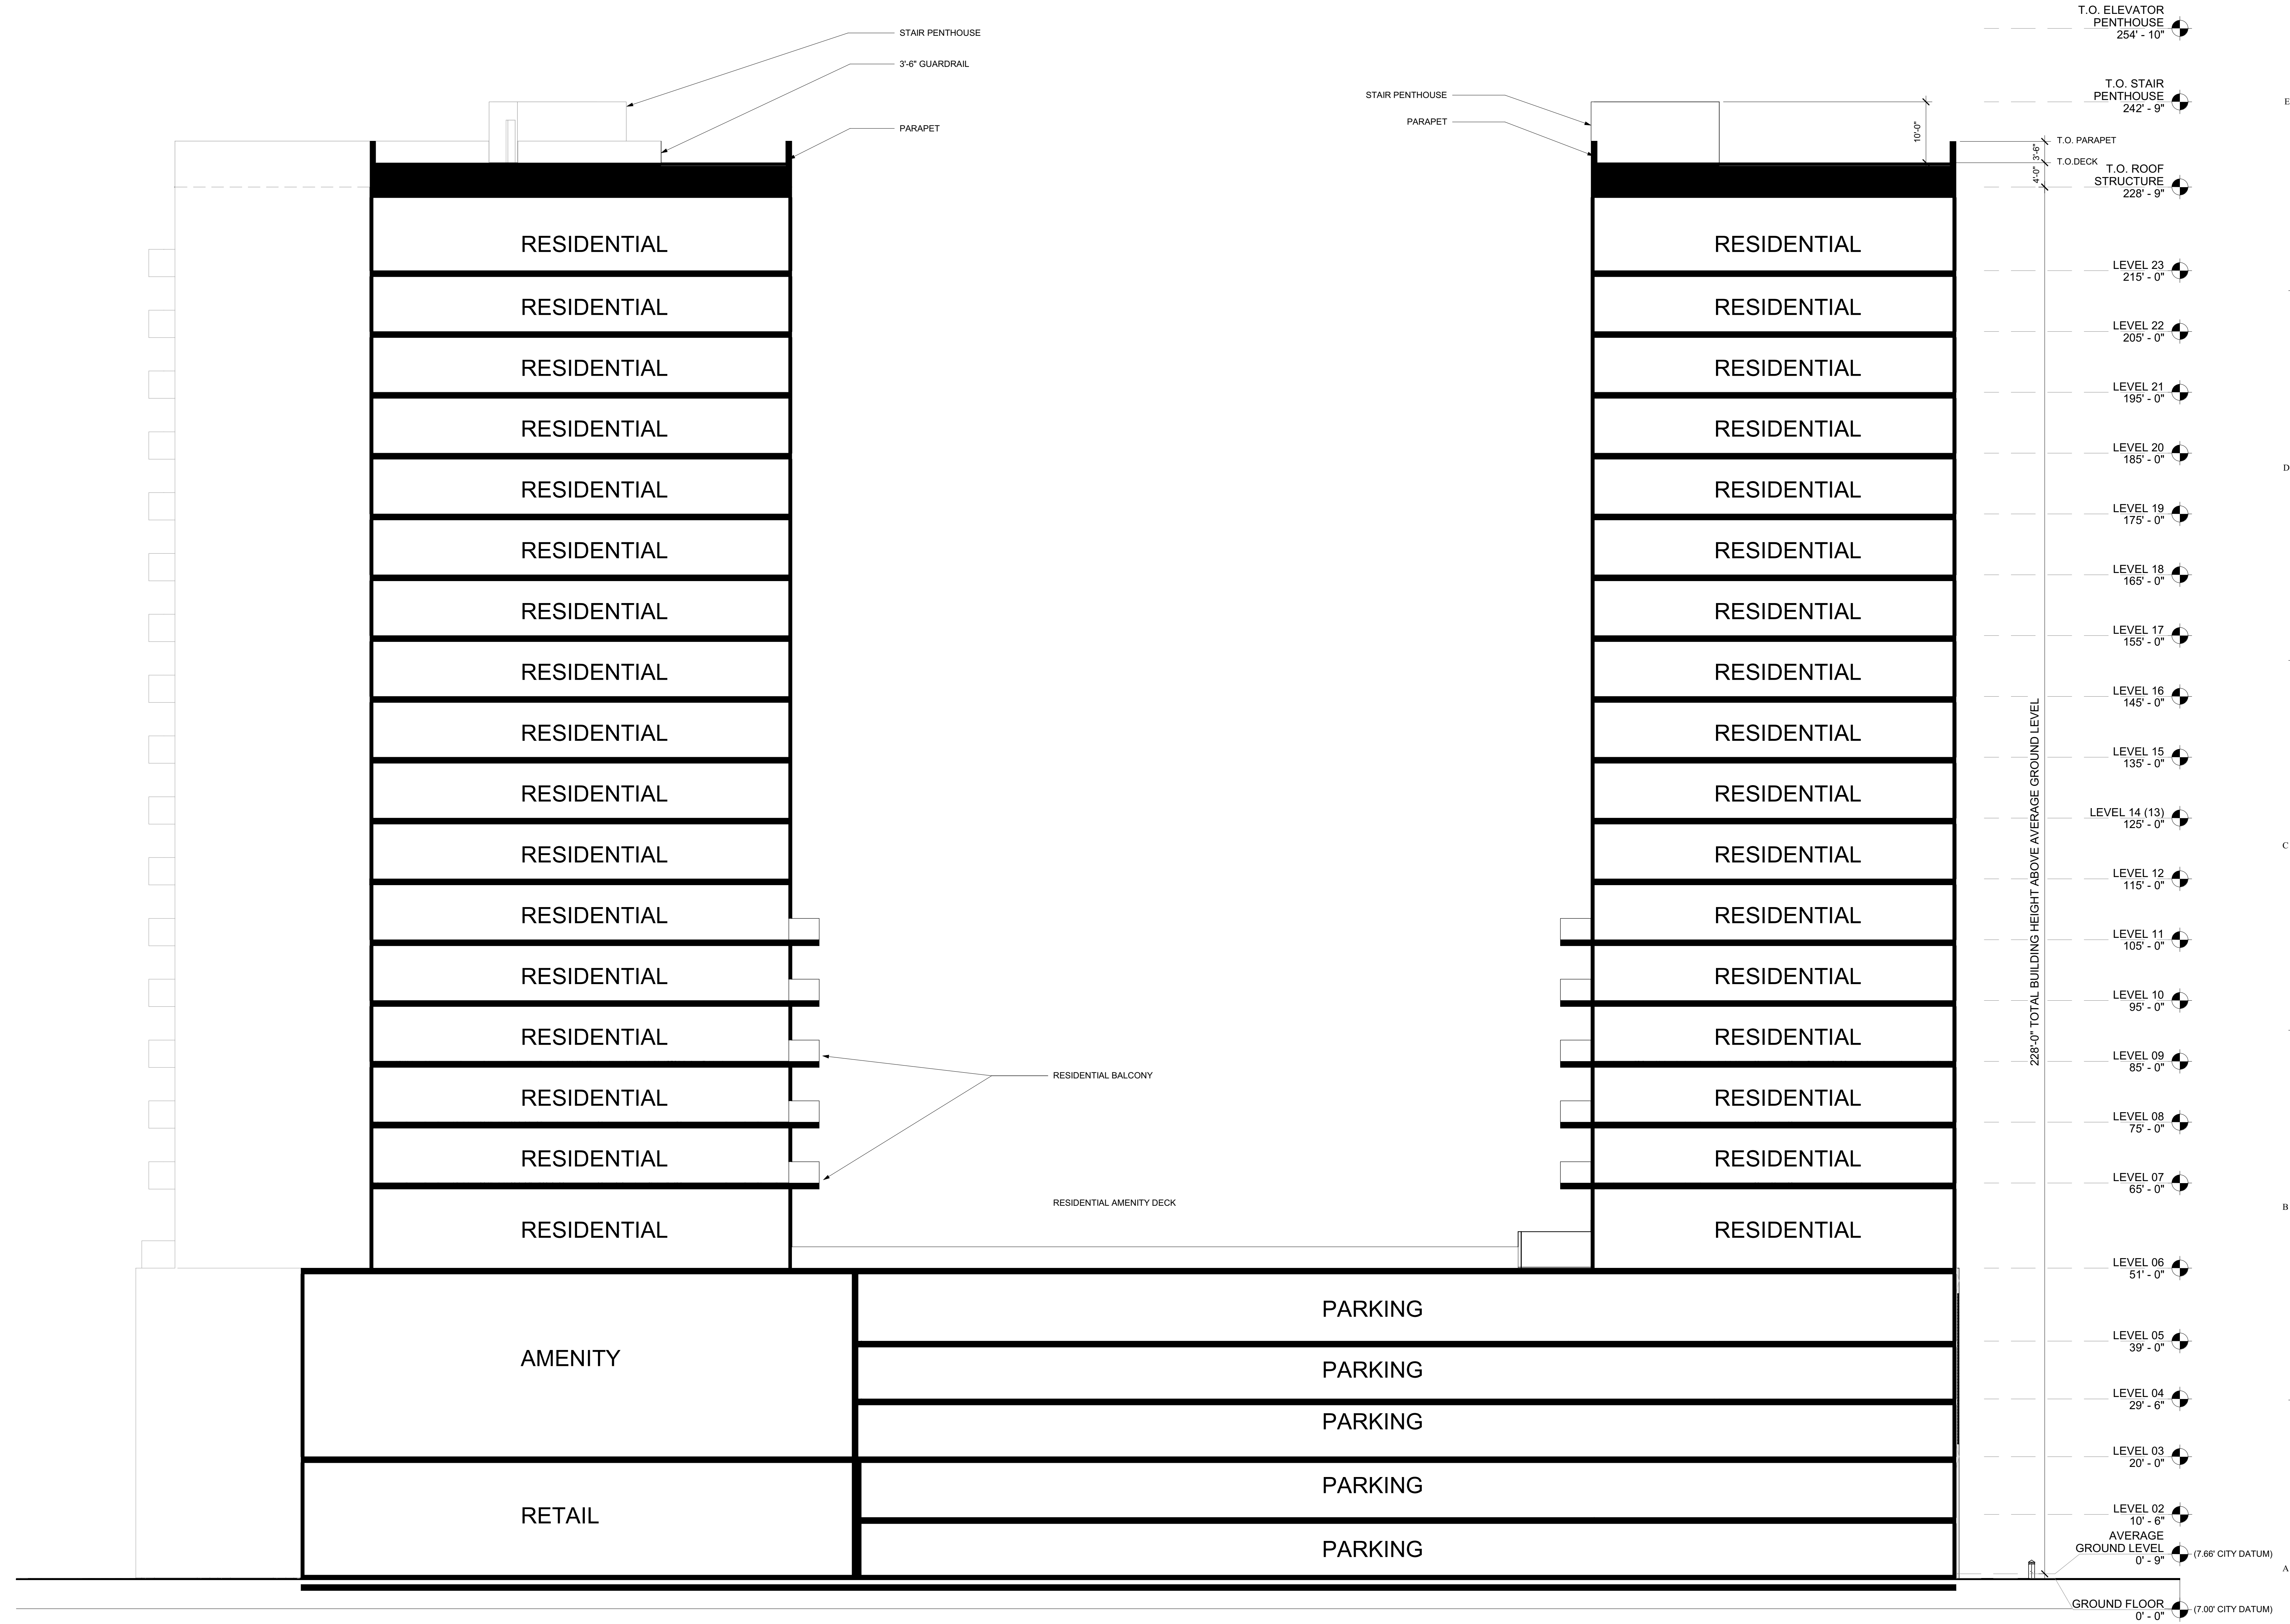 T.O. ELEVATOR
PENTHOUSE
254' - 10"
STAIR PENTHOUSE
3'-6" GUARDRAIL
PARAPET
STAIR PENTHOUSE
PARAPET
T.O. STAIR
PENTHOUSE
242' - 9"
E
10'-0"
3'-6"
4'-0"
T.O. PARAPET
T.O.DECK
T.O. ROOF
STRUCTURE
228' - 9"
RESIDENTIAL
RESIDENTIAL
LEVEL 23
215' - 0"
RESIDENTIAL
RESIDENTIAL
LEVEL 22
205' - 0"
RESIDENTIAL
RESIDENTIAL
LEVEL 21
195' - 0"
RESIDENTIAL
RESIDENTIAL
LEVEL 20
185' - 0"
D
RESIDENTIAL
RESIDENTIAL
LEVEL 19
175' - 0"
RESIDENTIAL
RESIDENTIAL
LEVEL 18
165' - 0"
RESIDENTIAL
RESIDENTIAL
LEVEL 17
155' - 0"
RESIDENTIAL
RESIDENTIAL
LEVEL 16
145' - 0"
RESIDENTIAL
RESIDENTIAL
LEVEL 15
135' - 0"
RESIDENTIAL
RESIDENTIAL
LEVEL 14 (13)
125' - 0"
C
RESIDENTIAL
RESIDENTIAL
LEVEL 12
115' - 0"
228'-0" TOTAL BUILDING HEIGHT ABOVE AVERAGE GROUND LEVEL
RESIDENTIAL
RESIDENTIAL
LEVEL 11
105' - 0"
RESIDENTIAL
RESIDENTIAL
LEVEL 10
95' - 0"
RESIDENTIAL
RESIDENTIAL
LEVEL 09
85' - 0"
RESIDENTIAL BALCONY
RESIDENTIAL
RESIDENTIAL
LEVEL 08
75' - 0"
RESIDENTIAL
RESIDENTIAL
LEVEL 07
65' - 0"
RESIDENTIAL AMENITY DECK
B
RESIDENTIAL
RESIDENTIAL
LEVEL 06
51' - 0"
PARKING
LEVEL 05
39' - 0"
AMENITY
PARKING
LEVEL 04
29' - 6"
PARKING
LEVEL 03
20' - 0"
PARKING
RETAIL
LEVEL 02
10' - 6"
PARKING
AVERAGE
GROUND LEVEL
0' - 9"
(7.66' CITY DATUM)
A
GROUND FLOOR
0' - 0"
(7.00' CITY DATUM)